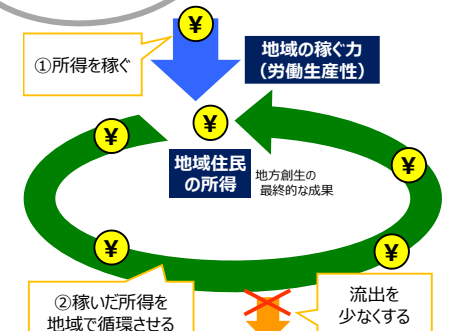 ¥
①所得を稼ぐ
地域の稼ぐ力
（労働生産性）
¥
¥
地域住民
の所得
地方創生の
最終的な成果
¥
¥
¥
②稼いだ所得を
地域で循環させる
流出を
少なくする